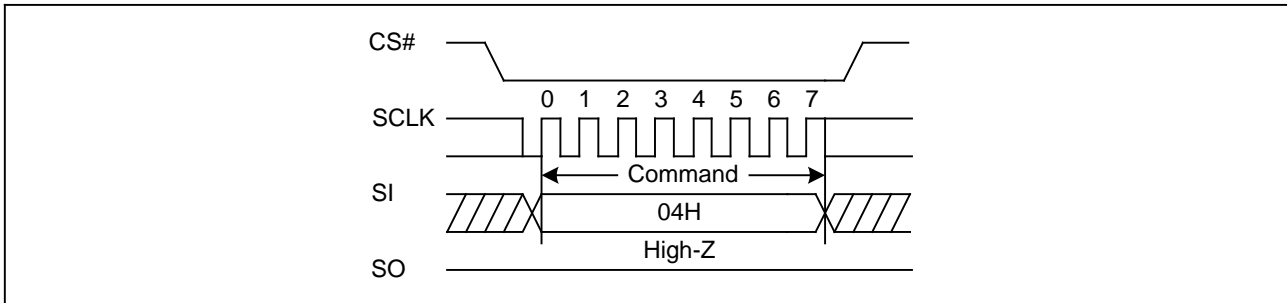 CS#
0 1 2 3 4 5 6 7
SCLK
Command
SI
04H
High-Z
SO